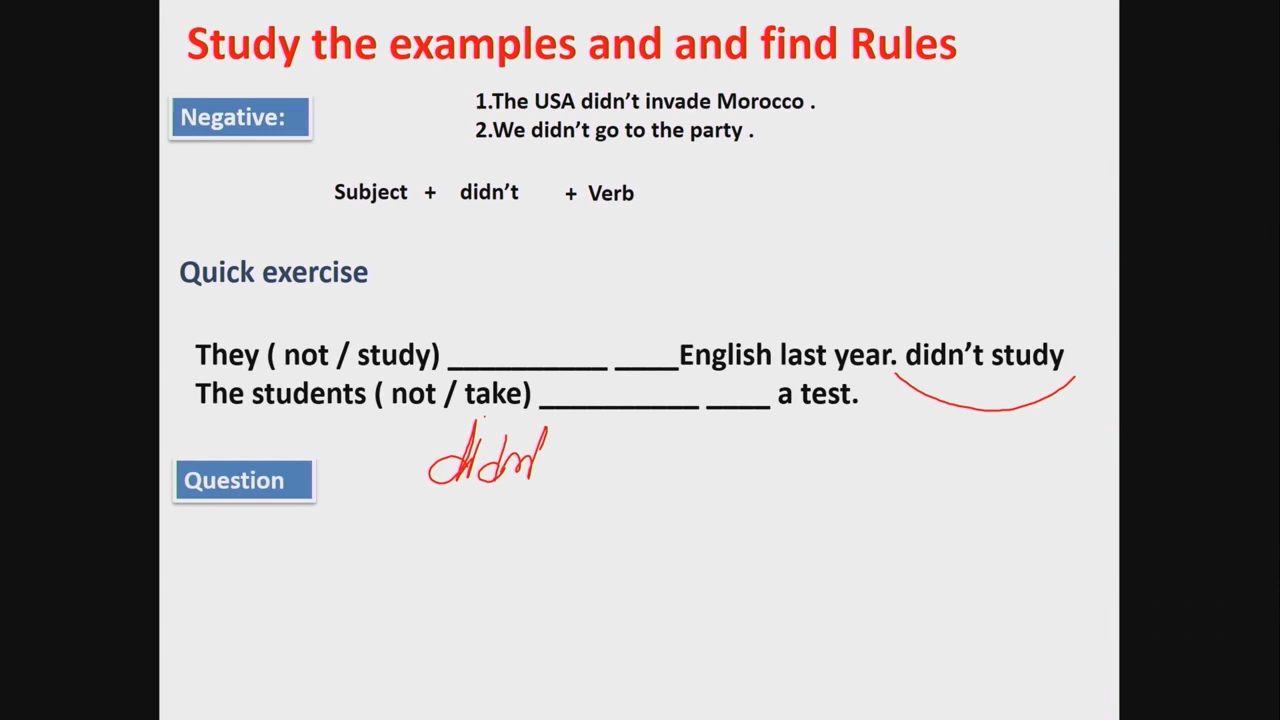 Study the examples and and find Rules
Negative:
1.The USA didn’t invade Morocco .
2.We didn’t go to the party .
Subject + didn’t + Verb
Quick exercise
They ( not / study) __________ ____English last year. didn’t study
The students ( not / take) __________ ____ a test.
didn'
Question